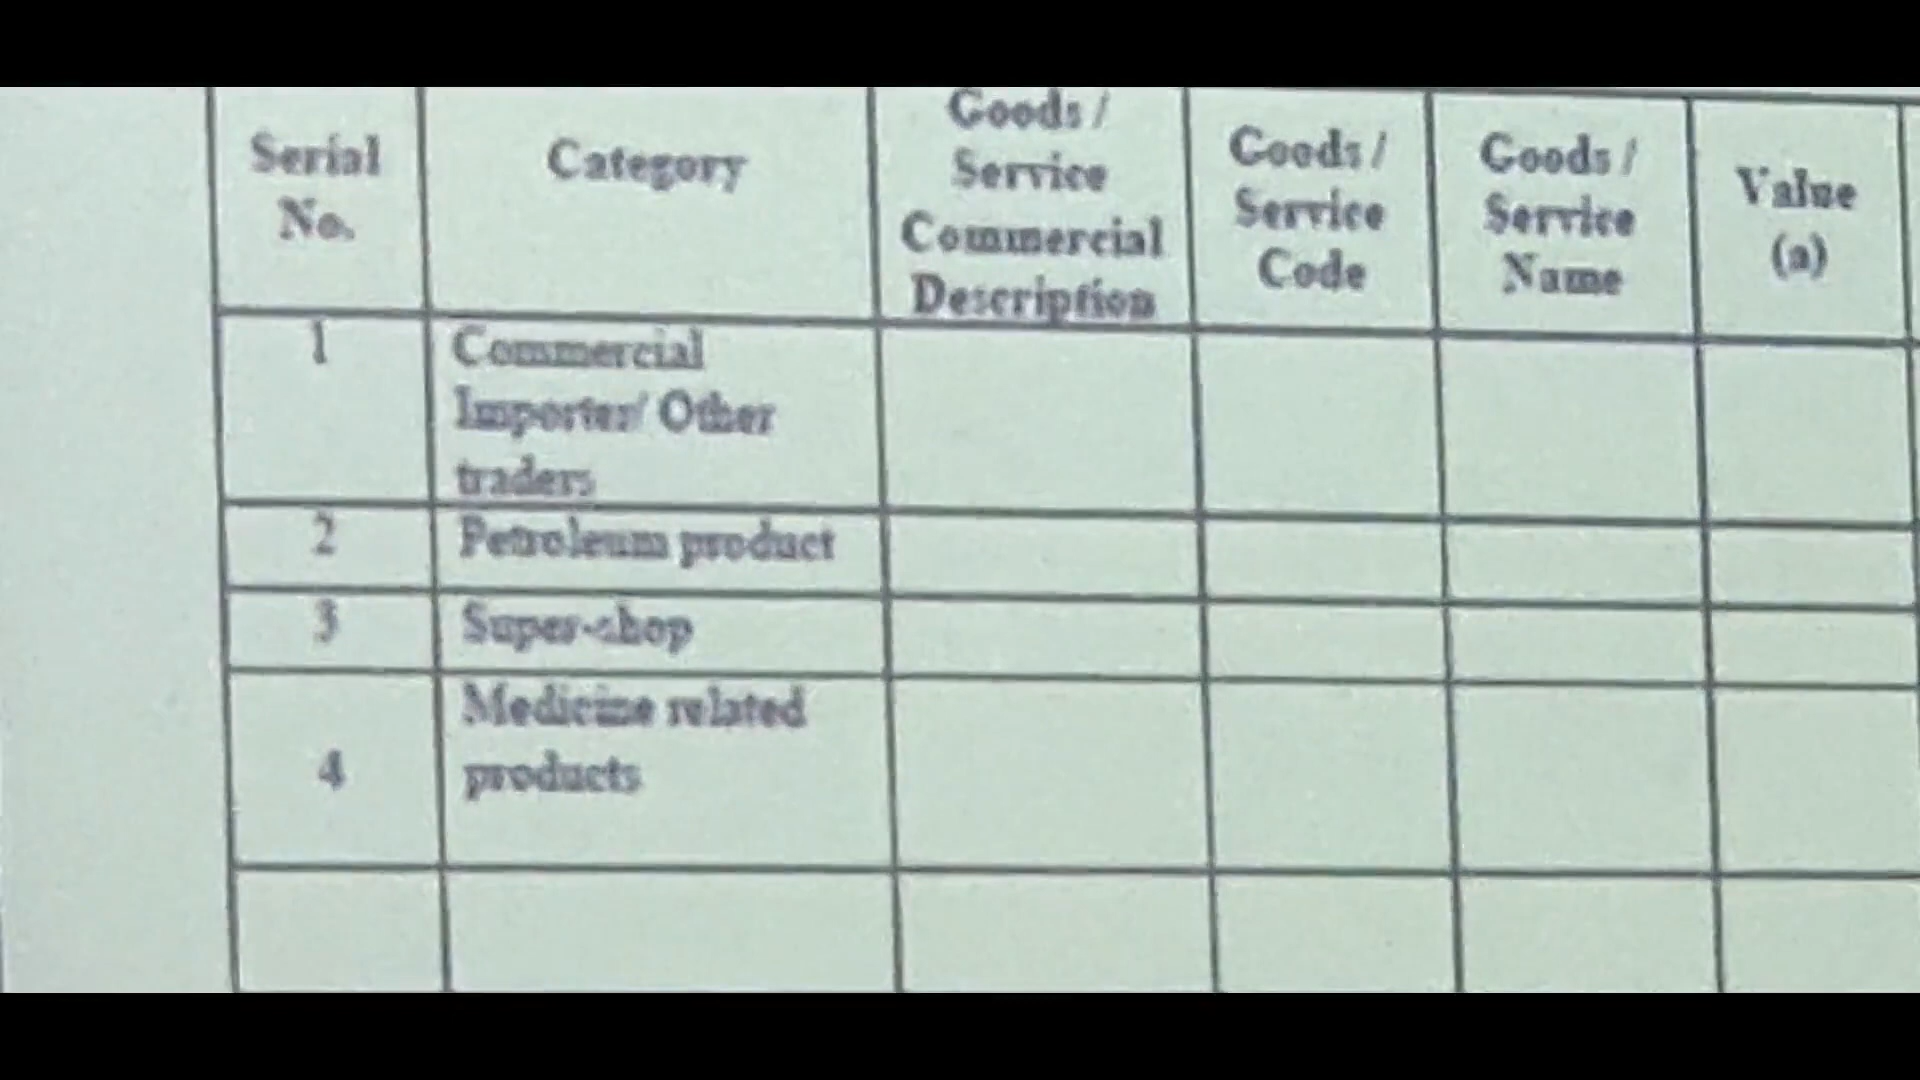 Serial
No.
Category
Goods /
Service
Commercial
Description
Goods /
Service
Code
Goods /
Service
Name
Value
(a)
1
Commercial
Importer/ Other
traders
2
Petroleum product
3
Super-shop
4
Medicine related
products